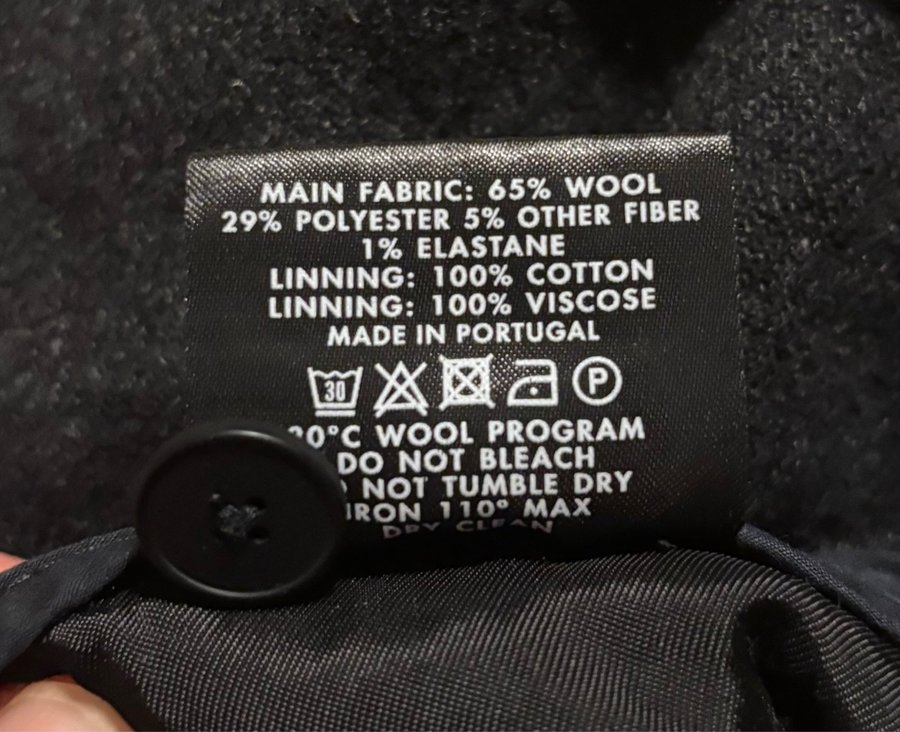 MAIN FABRIC: 65% WOOL
29% POLYESTER 5% OTHER FIBER
1% ELASTANE
LINNING: 100% COTTON
LINNING: 100% VISCOSE
MADE IN PORTUGAL
30 P
°C WOOL PROGRAM
DO NOT BLEACH
NOT TUMBLE DRY
IRON 110° MAX
DRY CLEAN